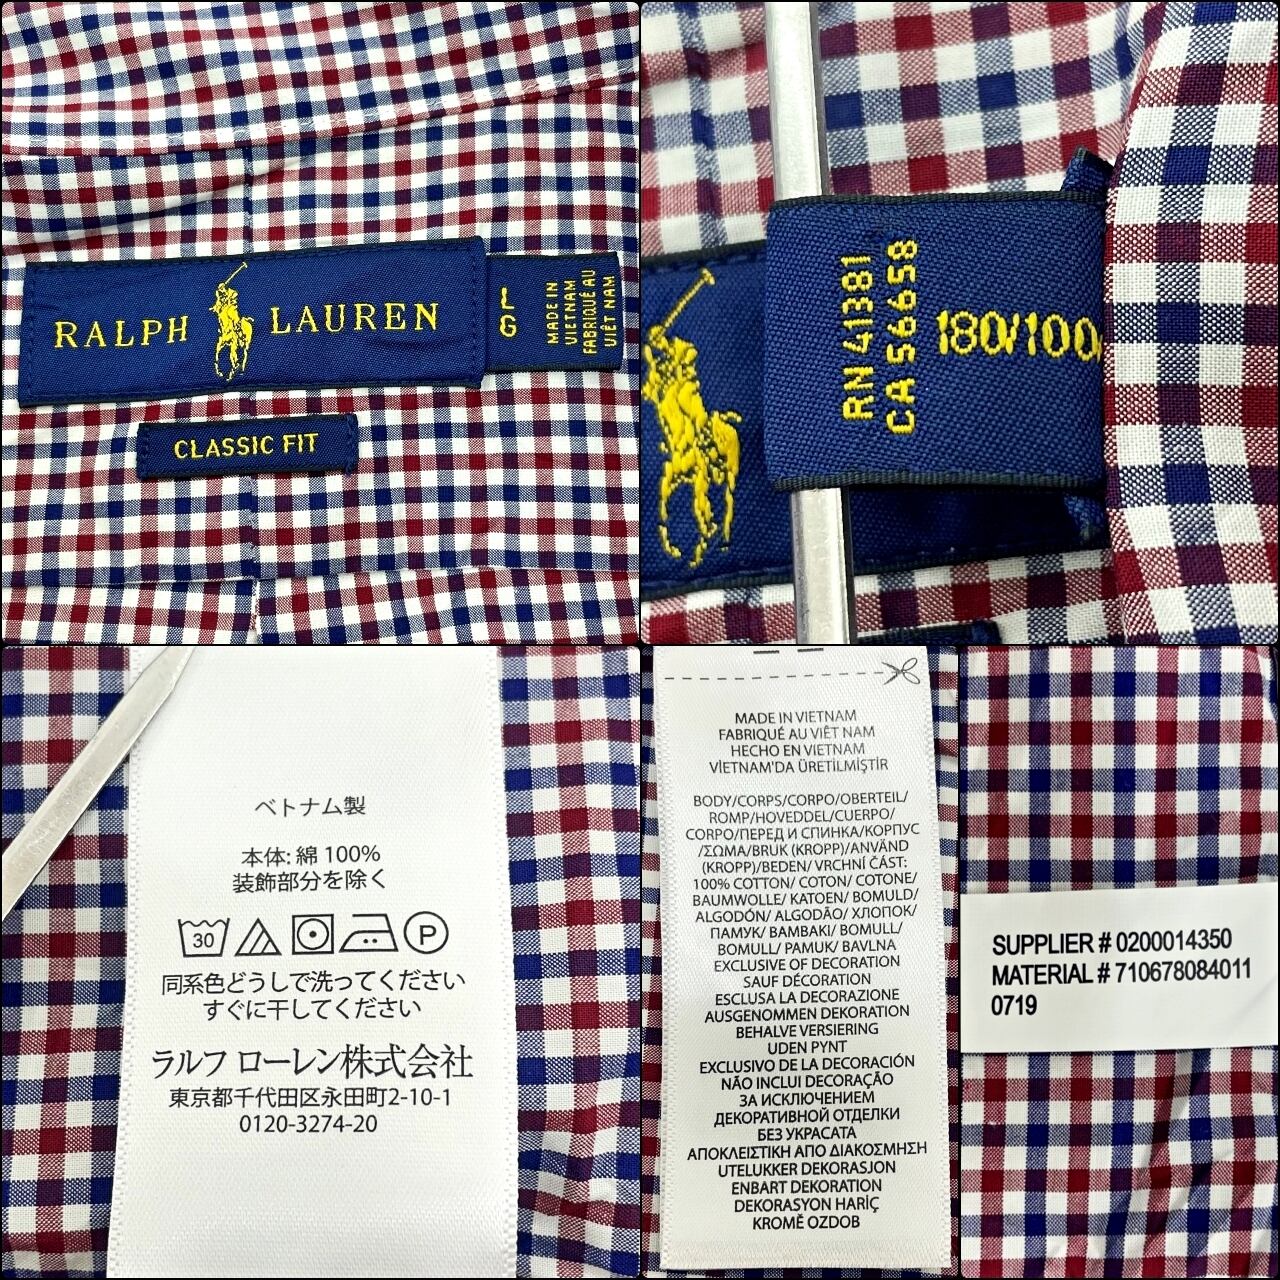 RALPH LAUREN
L
G
MADE IN
VIETNAM
FABRIQUÉ AU
VIÊT NAM
CLASSIC FIT
RN 41381
CA 56658
180/100
ベトナム製
本体: 綿 100%
装飾部分を除く
30
P
同系色どうしで洗ってください
すぐに干してください
ラルフ ローレン株式会社
東京都千代田区永田町2-10-1
0120-3274-20
MADE IN VIETNAM
FABRIQUÉ AU VIÊT NAM
HECHO EN VIETNAM
VİETNAM'DA ÜRETİLMİŞTİR
BODY/CORPS/CORPO/OBERTEIL/
ROMP/HOVEDDEL/CUERPO/
CORPO/ПЕРЕД И СПИНКА/КОРПУС
/ΣΩΜΑ/BRUK (KROPP)/ANVÄND
(KROPP)/BEDEN/ VRCHNÍ ČÁST:
100% COTTON/ COTON/ COTONE/
BAUMWOLLE/ KATOEN/ BOMULD/
ALGODÓN/ ALGODÃO/ ХЛОПОК/
ПАМУК/ ΒΑΜΒΑΚΙ/ BOMULL/
BOMULL/ PAMUK/ BAVLNA
EXCLUSIVE OF DECORATION
SAUF DÉCORATION
ESCLUSA LA DECORAZIONE
AUSGENOMMEN DEKORATION
BEHALVE VERSIERING
UDEN PYNT
EXCLUSIVO DE LA DECORACIÓN
NÃO INCLUI DECORAÇÃO
ЗА ИСКЛЮЧЕНИЕМ
ДЕКОРАТИВНОЙ ОТДЕЛКИ
БЕЗ УКРАСАТА
ΑΠΟΚΛΕΙΣΤΙΚΗ ΑΠΟ ΔΙΑΚΟΣΜΗΣΗ
UTELUKKER DEKORASJON
ENBART DEKORATION
DEKORASYON HARİÇ
KROMĚ OZDOB
SUPPLIER # 0200014350
MATERIAL # 710678084011
0719